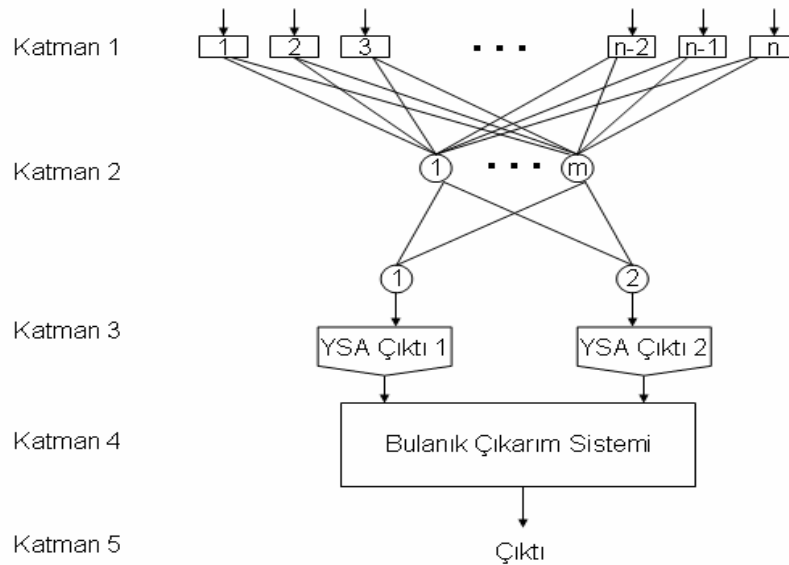 Katman 1 1 2 3 ... n-2 n-1 n
Katman 2 1 ... m
1 2
Katman 3 YSA Çıktı 1 YSA Çıktı 2
Katman 4 Bulanık Çıkarım Sistemi
Katman 5 Çıktı